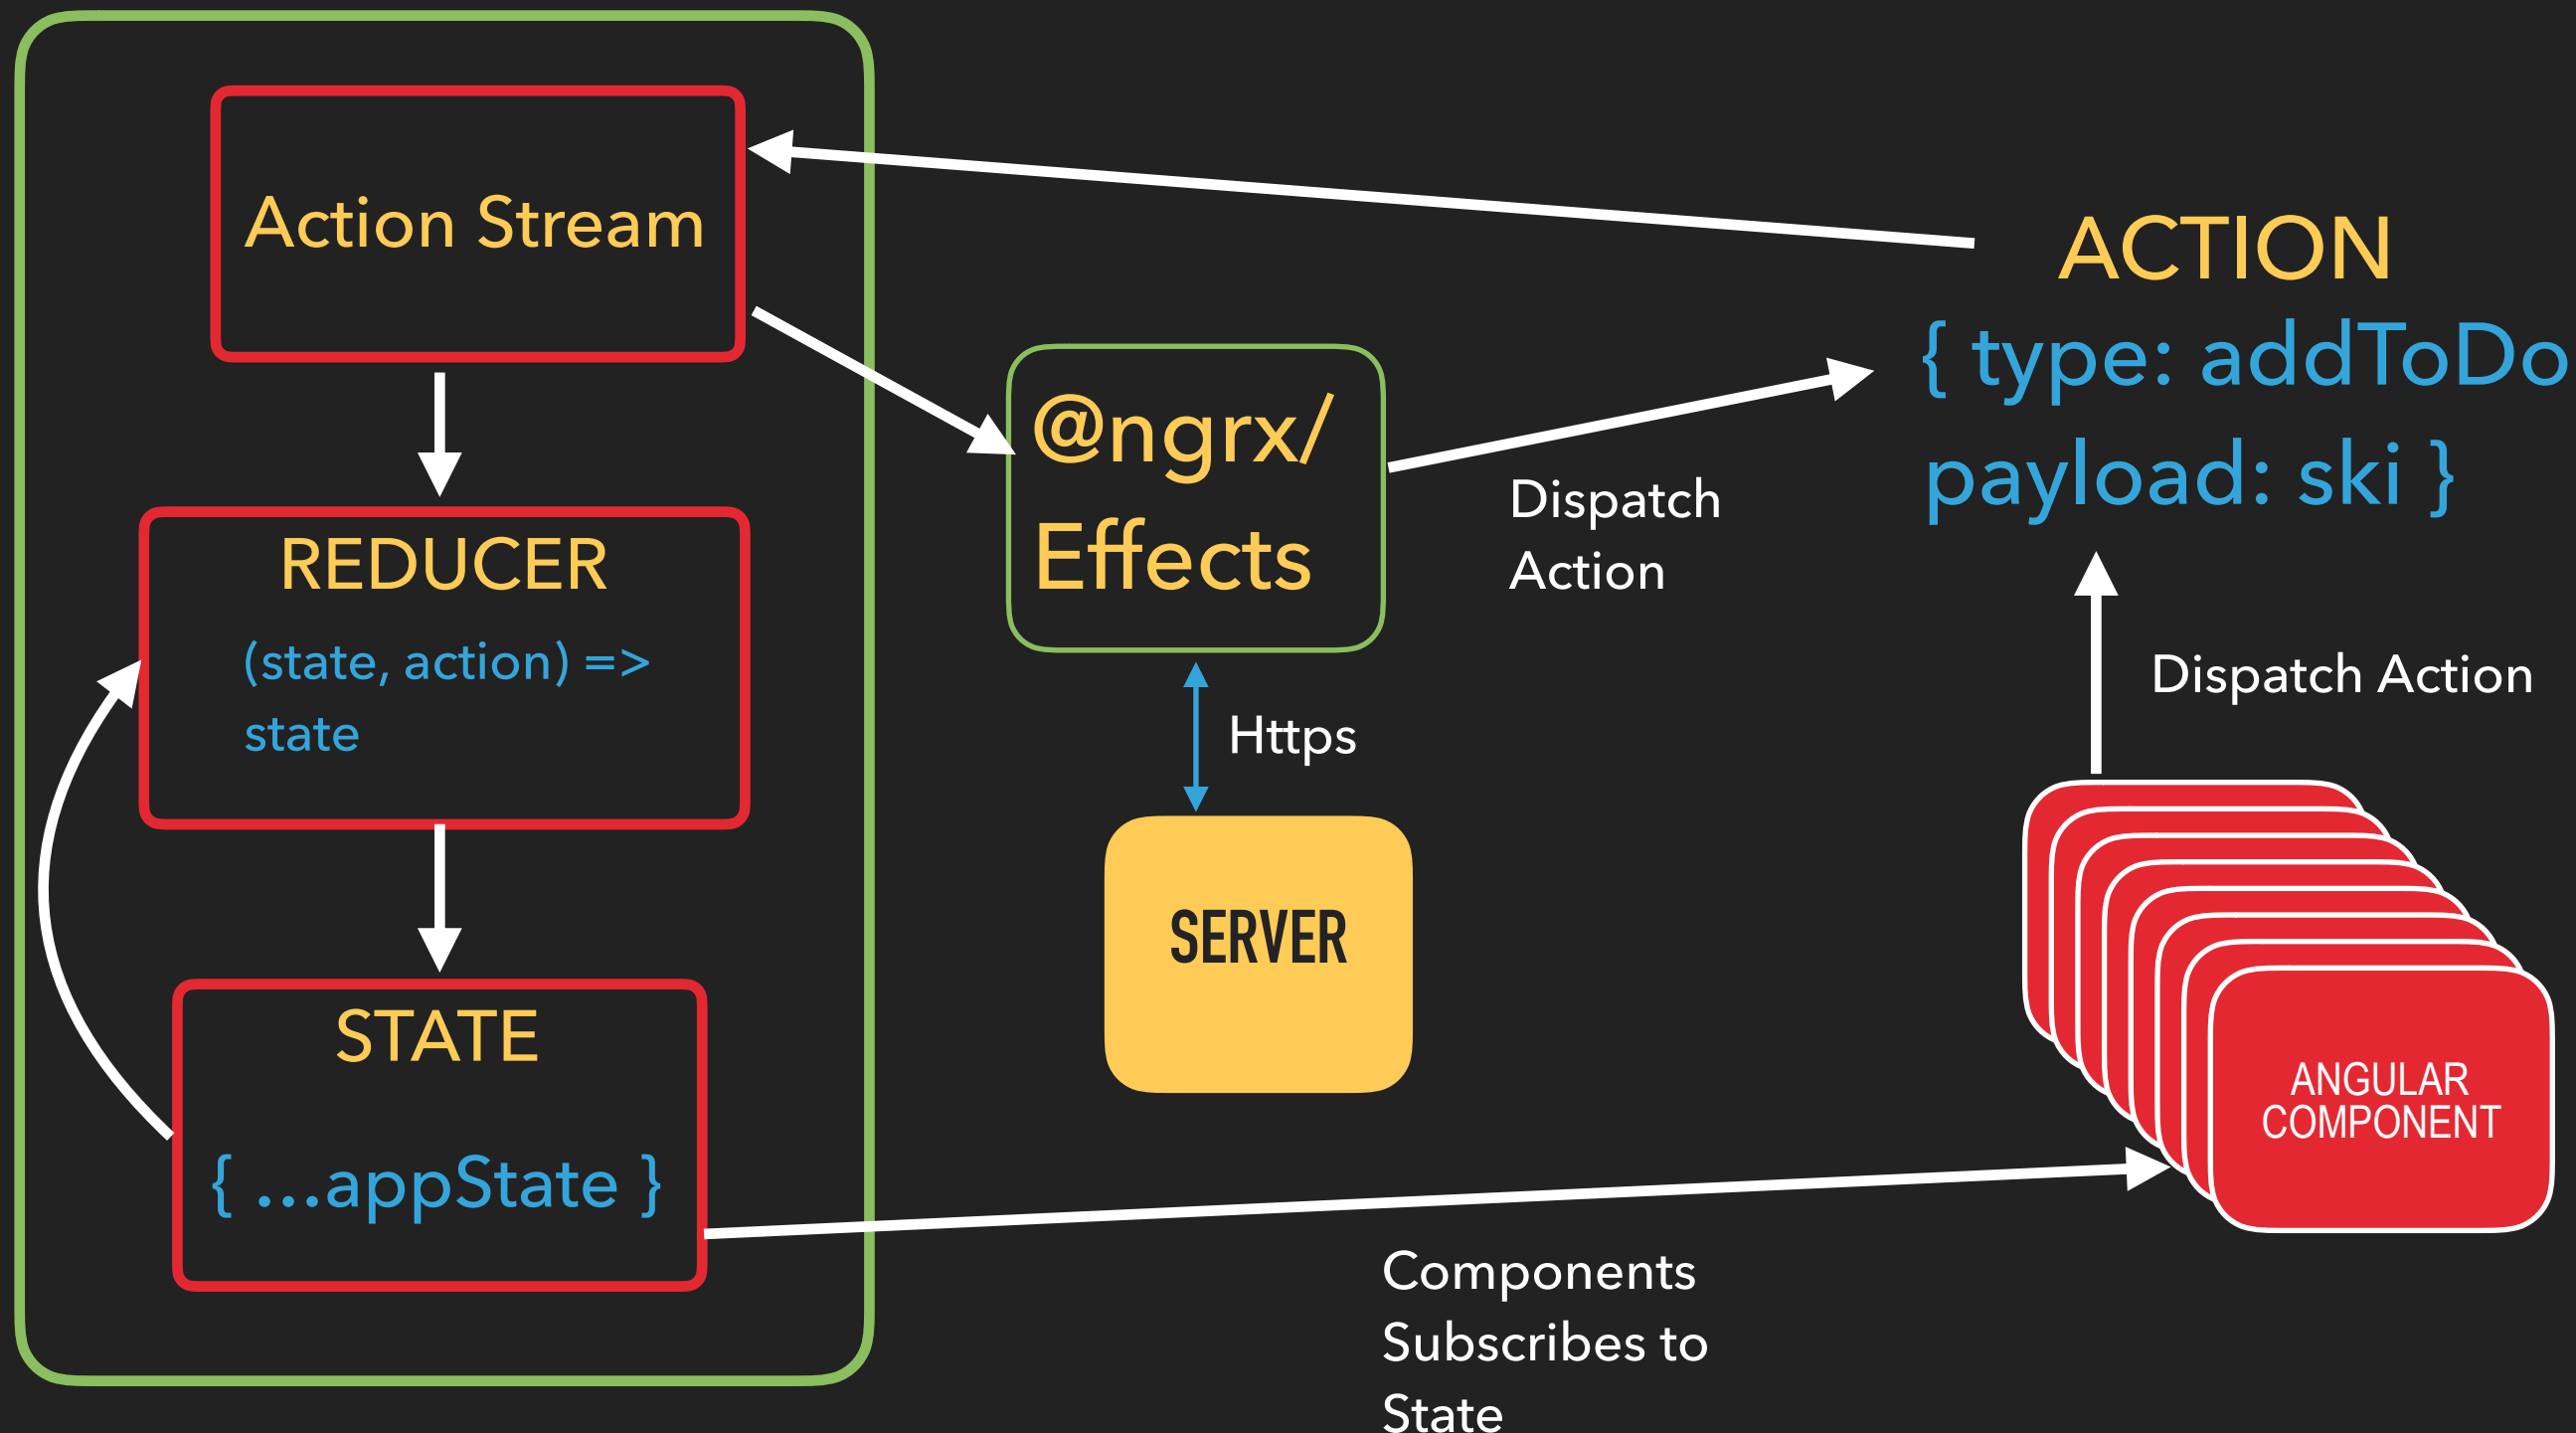 Action Stream
REDUCER
(state, action) =>
state
STATE
{ ...appState }
@ngrx/
Effects
Https
SERVER
Dispatch
Action
ACTION
{ type: addToDo
payload: ski }
Dispatch Action
ANGULAR
COMPONENT
Components
Subscribes to
State